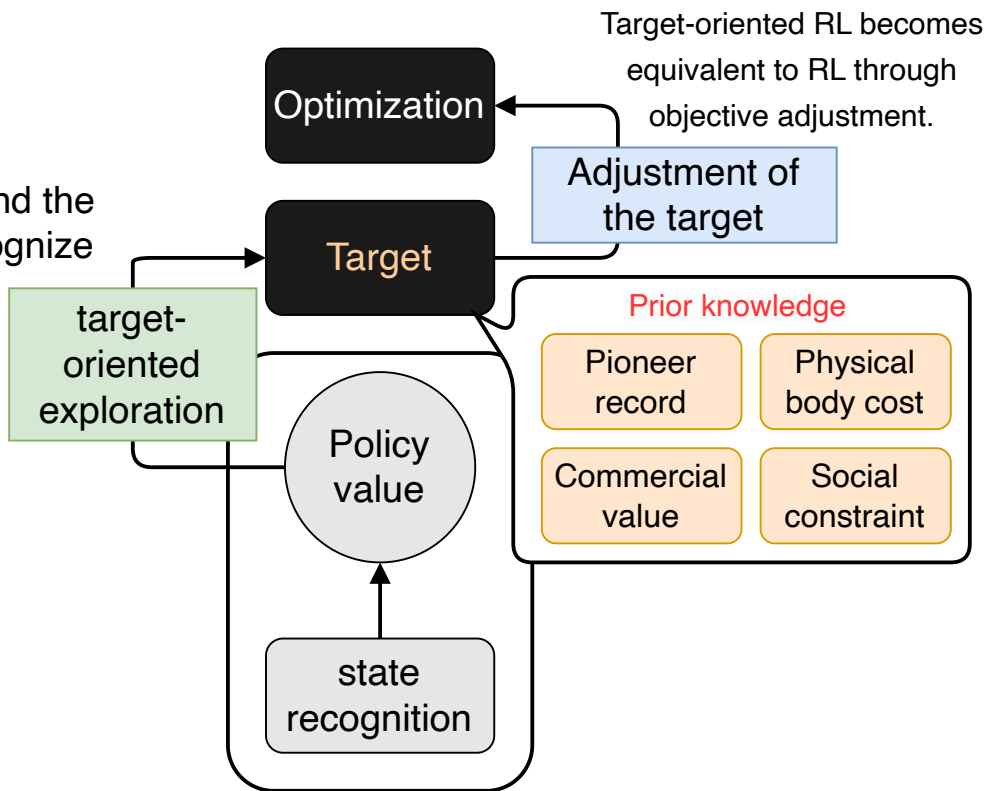 Target-oriented RL becomes
equivalent to RL through
objective adjustment.
Optimization
Adjustment of
the target
the
Target
target-
oriented
exploration
Prior knowledge
Pioneer
record
Physical
body cost
Commercial
value
Social
constraint
Policy
value
state
recognition